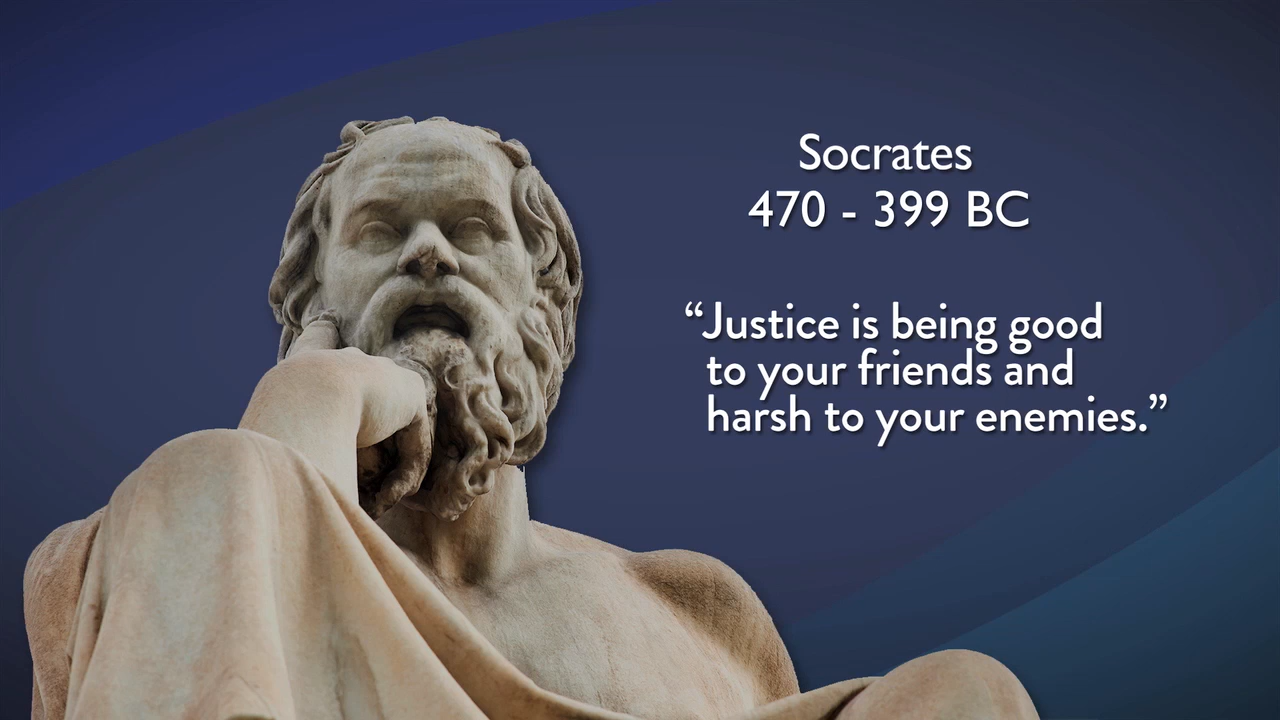 Socrates
470 - 399 BC
“Justice is being good
to your friends and
harsh to your enemies.”